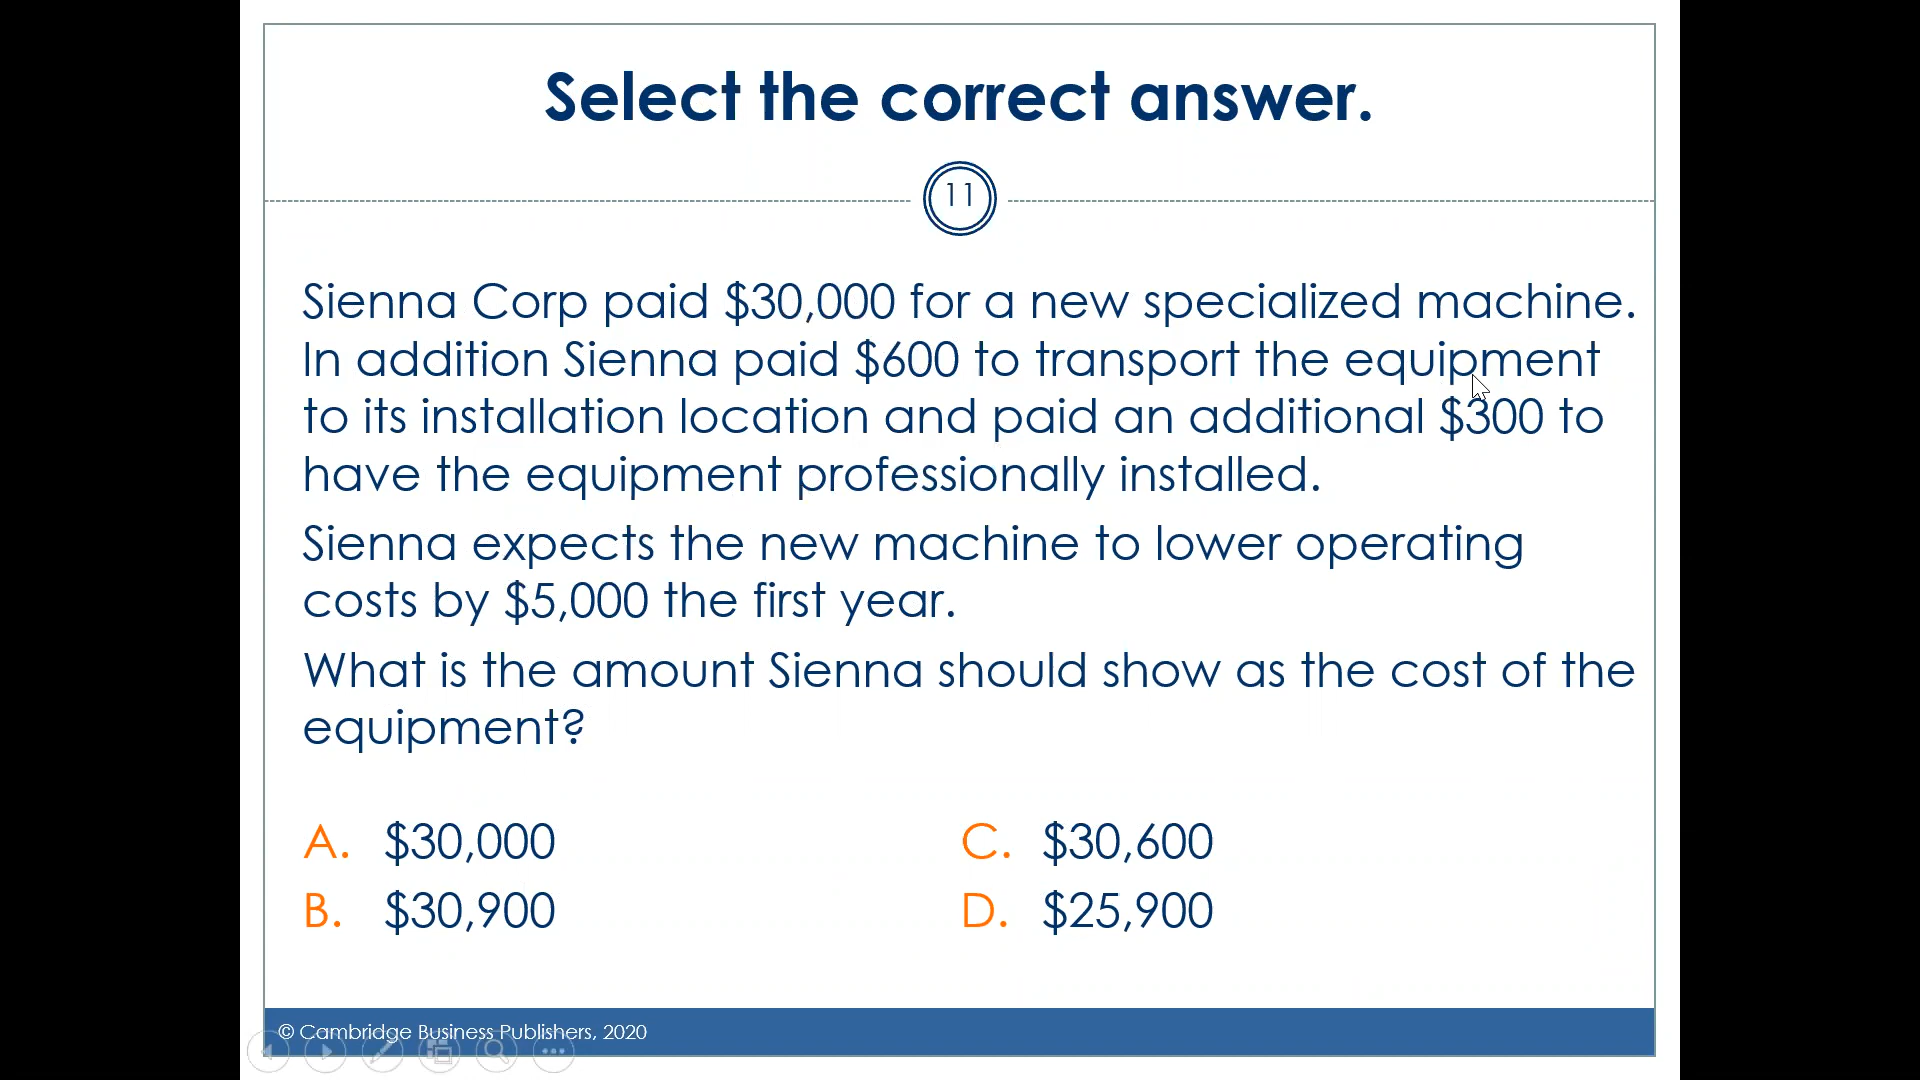 Select the correct answer.
11
Sienna Corp paid $30,000 for a new specialized machine.
In addition Sienna paid $600 to transport the equipment
to its installation location and paid an additional $300 to
have the equipment professionally installed.
Sienna expects the new machine to lower operating
costs by $5,000 the first year.
What is the amount Sienna should show as the cost of the
equipment?
A. $30,000
B. $30,900
C. $30,600
D. $25,900
© Cambridge Business Publishers, 2020